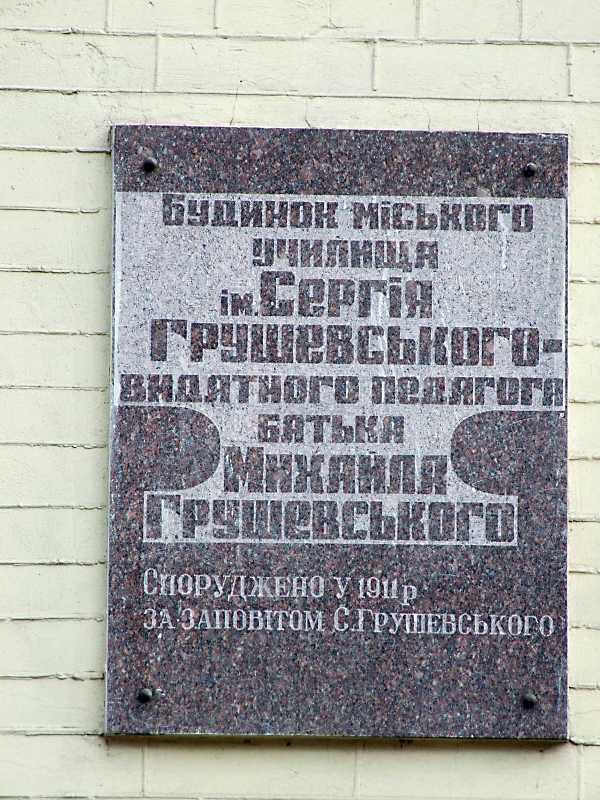 Будинок міського
училища
ім. Сергія
Грушевського-
видатного педагога
батька
Михайла
Грушевського
Споруджено у 1911 р
за заповітом С. Грушевського